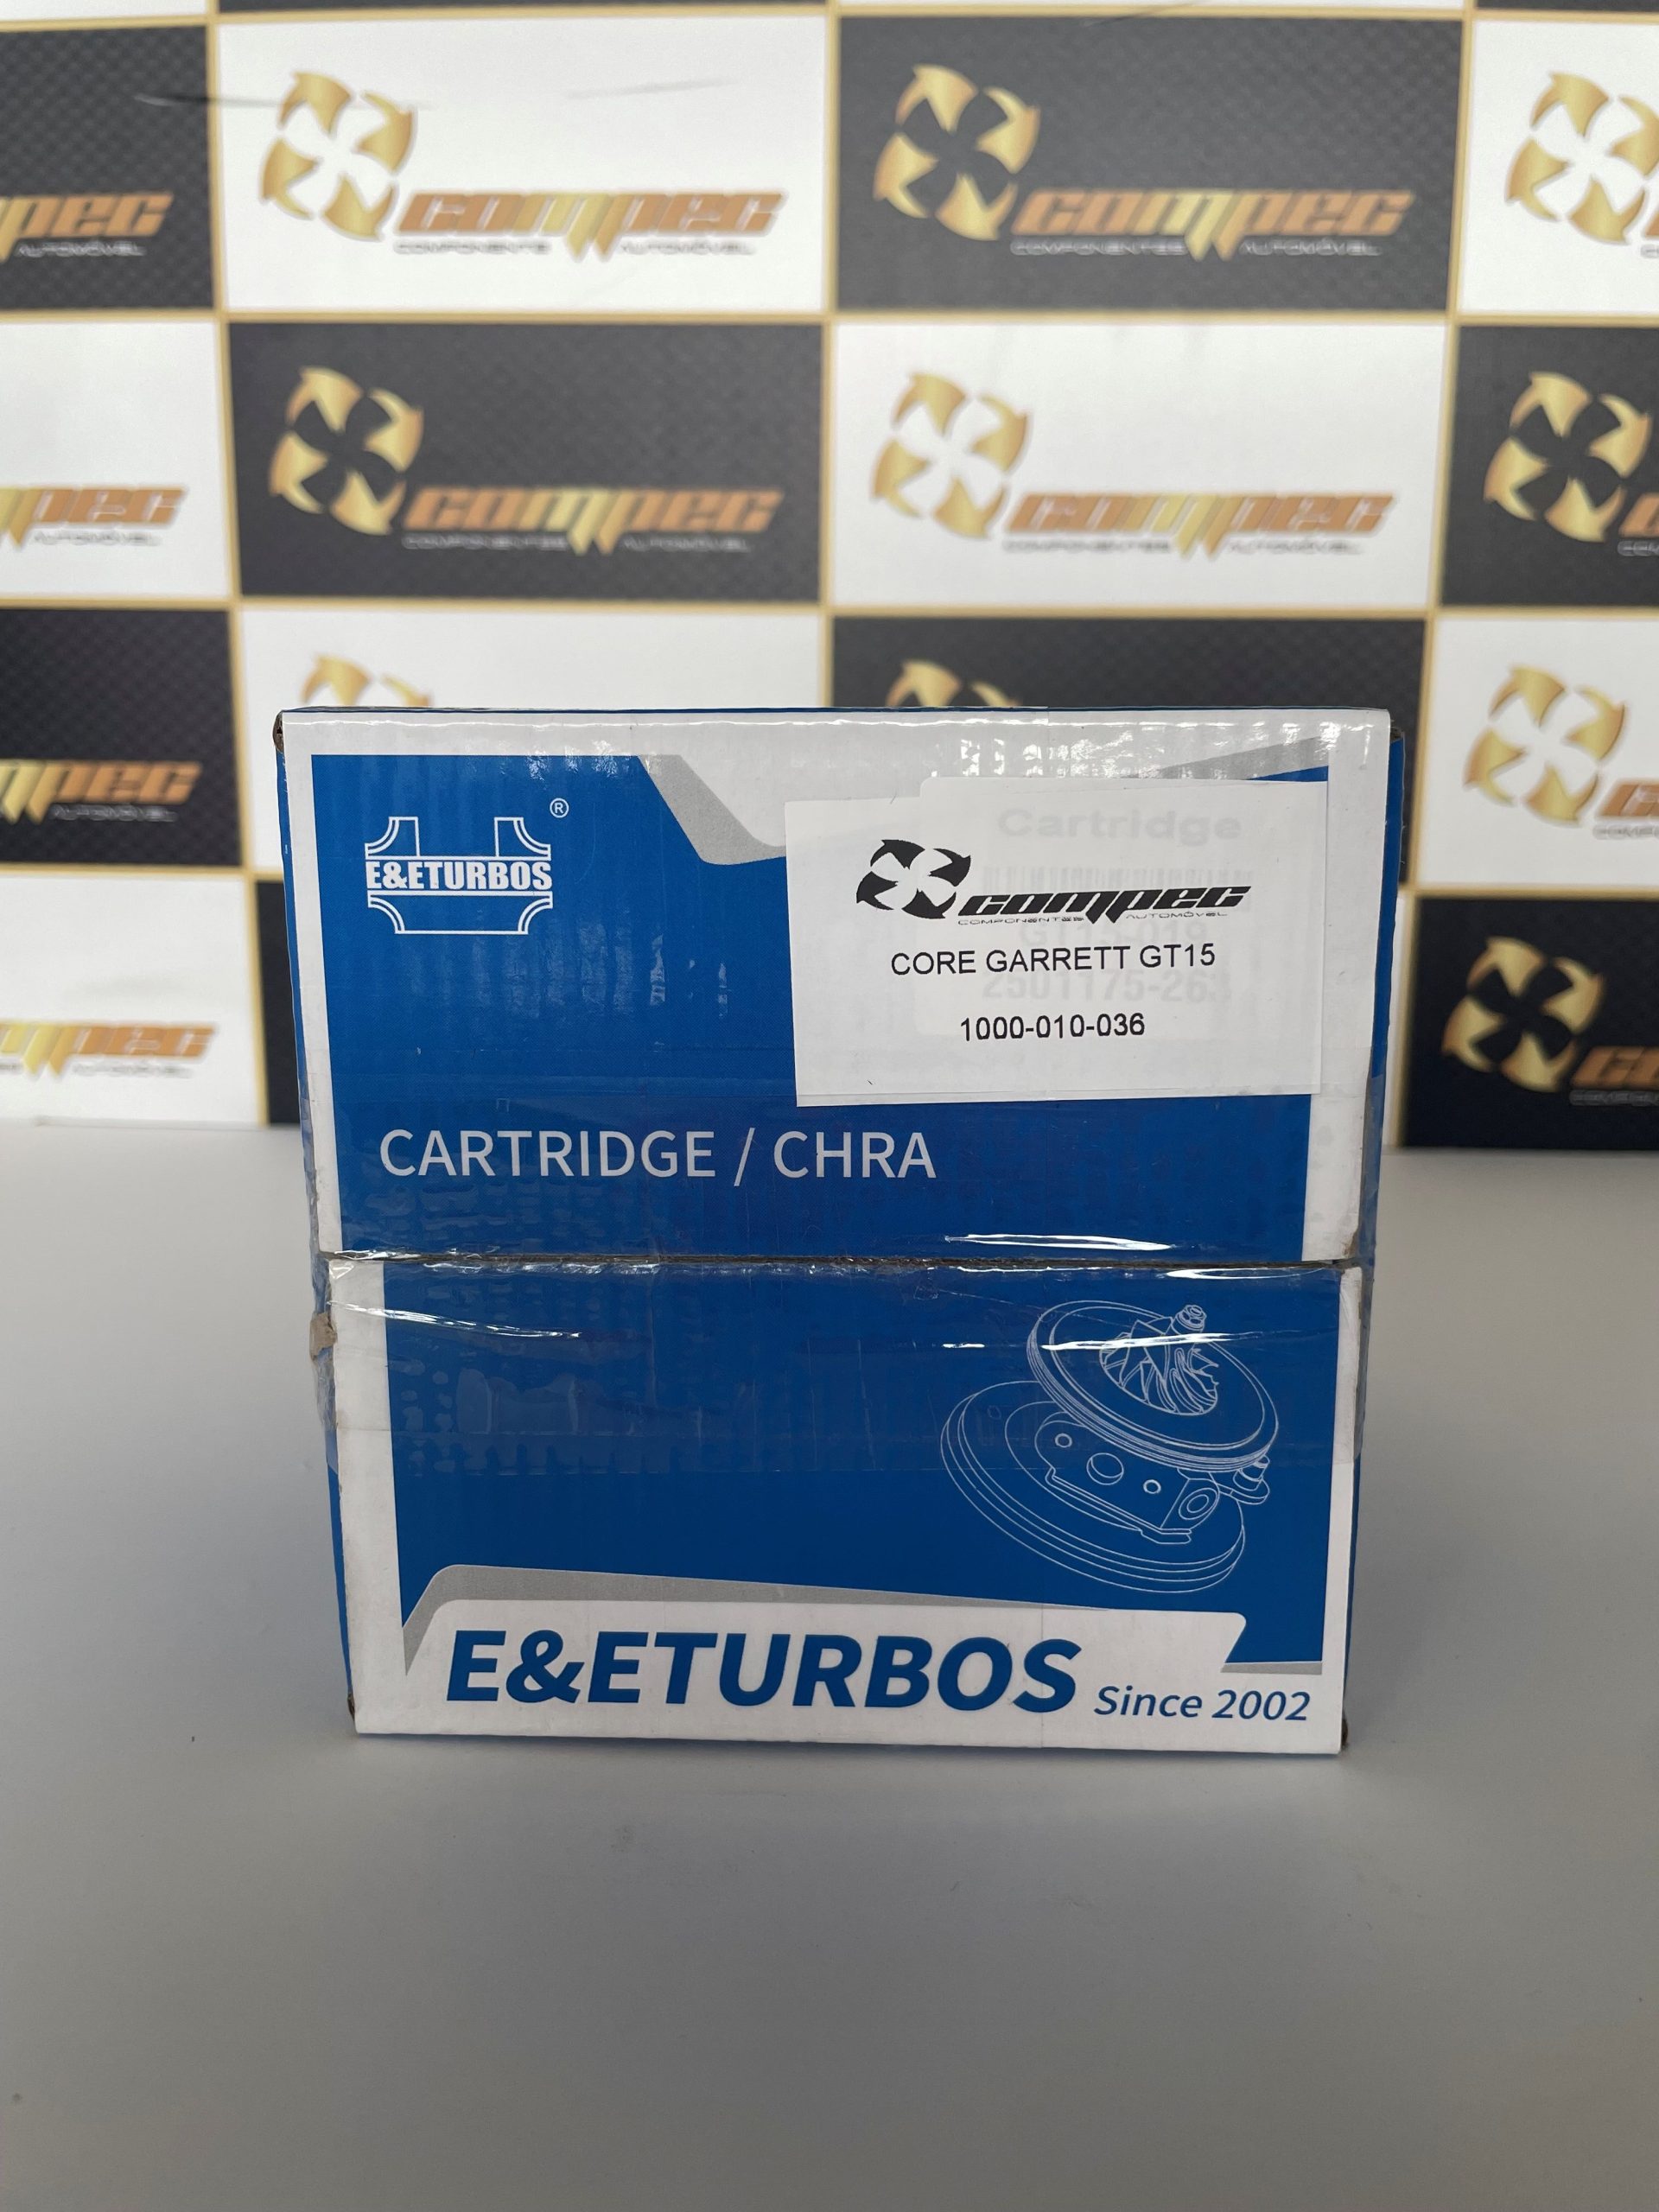 compec
COMPONENTES AUTOMÓVEL
compec
COMPONENTES AUTOMÓVEL
compec
COMPONENTES AUTOMÓVEL
compec
COMPONENTES AUTOMÓVEL
E&ETURBOS®
Cartridge
compec
COMPONENTES AUTOMÓVEL
CORE GARRETT GT15
1000-010-036
CARTRIDGE / CHRA
E&ETURBOS Since 2002